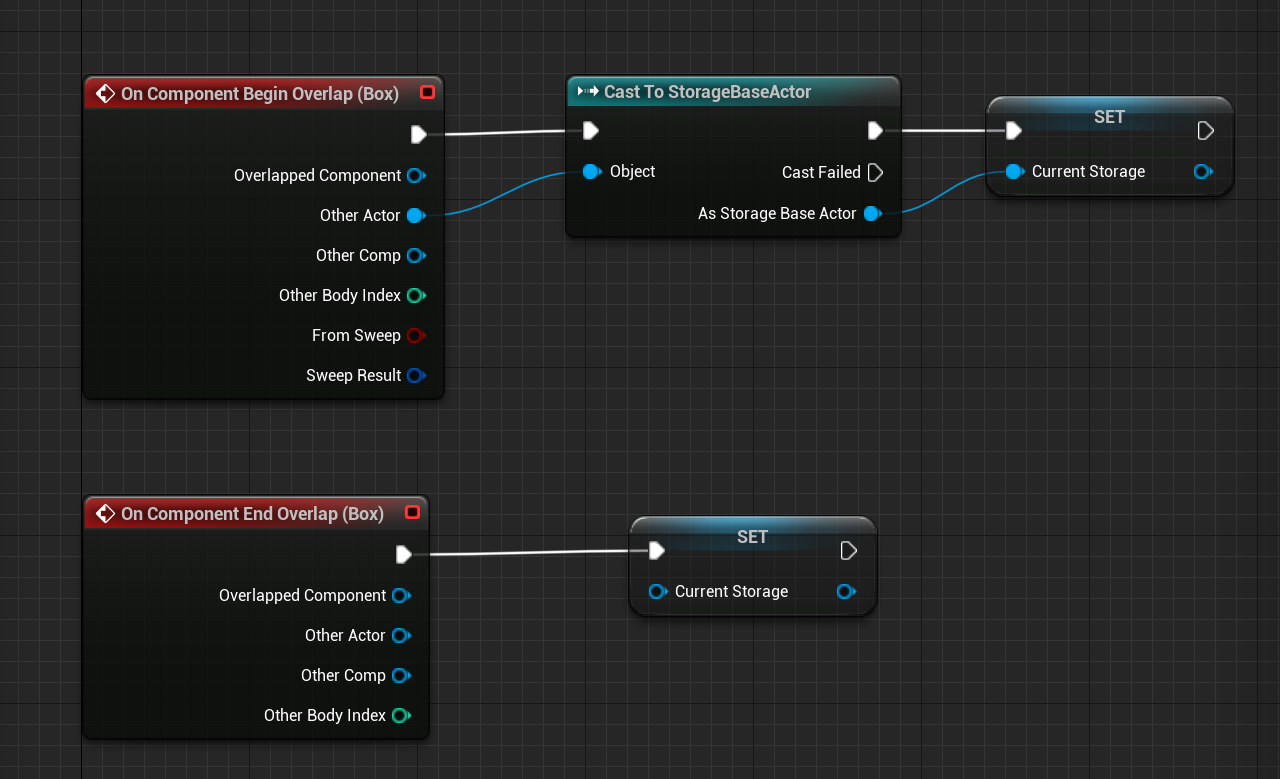 On Component Begin Overlap (Box)
Overlapped Component
Other Actor
Other Comp
Other Body Index
From Sweep
Sweep Result
Cast To StorageBaseActor
Object
Cast Failed
As Storage Base Actor
SET
Current Storage
On Component End Overlap (Box)
Overlapped Component
Other Actor
Other Comp
Other Body Index
SET
Current Storage